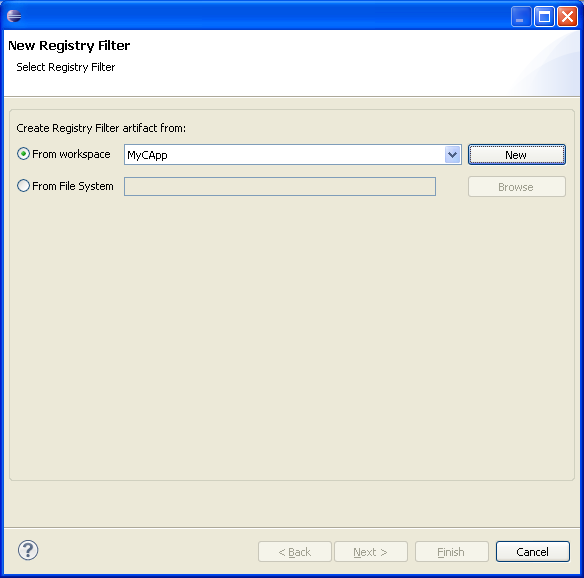 New Registry Filter
Select Registry Filter
Create Registry Filter artifact from:
From workspace MyCApp New
From File System Browse
< Back Next > Finish Cancel